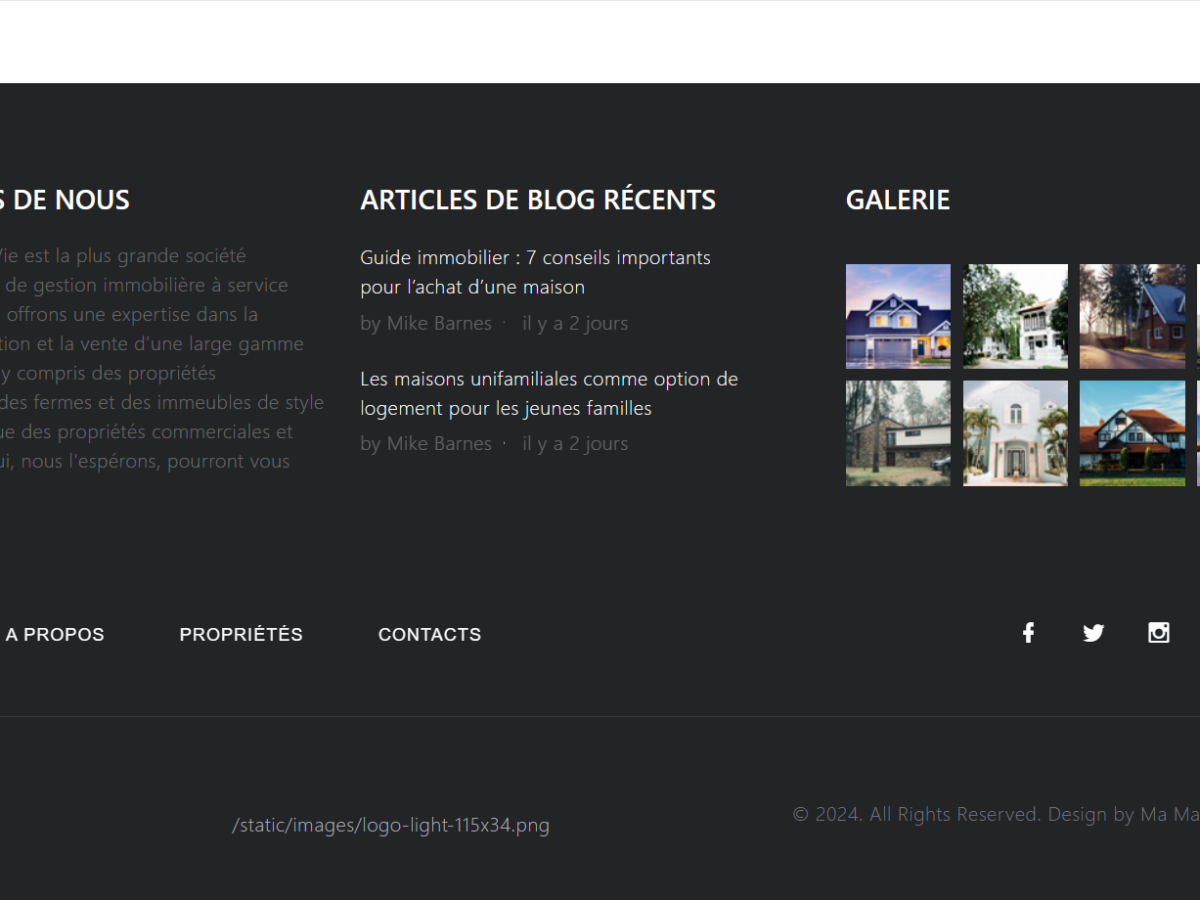 S DE NOUS
Vie est la plus grande société
de gestion immobilière à service
offrons une expertise dans la
tion et la vente d'une large gamme
y compris des propriétés
des fermes et des immeubles de style
ue des propriétés commerciales et
ui, nous l'espérons, pourront vous
ARTICLES DE BLOG RÉCENTS
Guide immobilier : 7 conseils importants
pour l’achat d’une maison
by Mike Barnes · il y a 2 jours
Les maisons unifamiliales comme option de
logement pour les jeunes familles
by Mike Barnes · il y a 2 jours
GALERIE
A PROPOS PROPRIÉTÉS CONTACTS
/static/images/logo-light-115x34.png
© 2024. All Rights Reserved. Design by Ma Ma